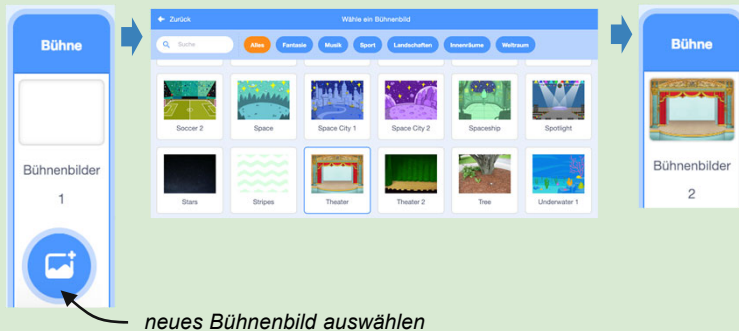 Bühne
Bühnenbilder
1
Zurück
Wähle ein Bühnenbild
Suche
Alles Fantasie Musik Sport Landschaften Innenräume Weltraum
Soccer 2 Space Space City 1 Space City 2 Spaceship Spotlight
Stars Stripes Theater Theater 2 Tree Underwater 1
Bühne
Bühnenbilder
2
neues Bühnenbild auswählen